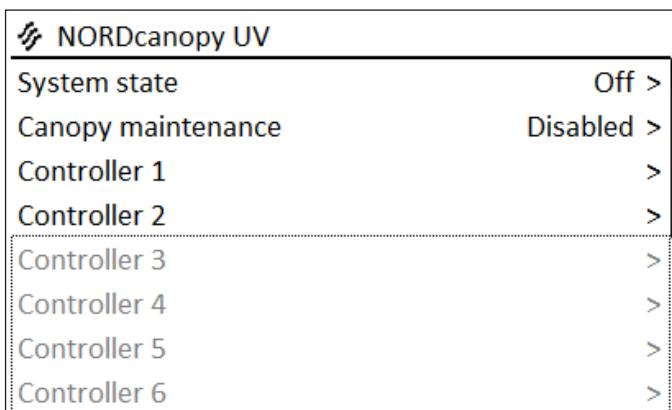 NORDcanopy UV
System state Off >
Canopy maintenance Disabled >
Controller 1 >
Controller 2 >
Controller 3 >
Controller 4 >
Controller 5 >
Controller 6 >